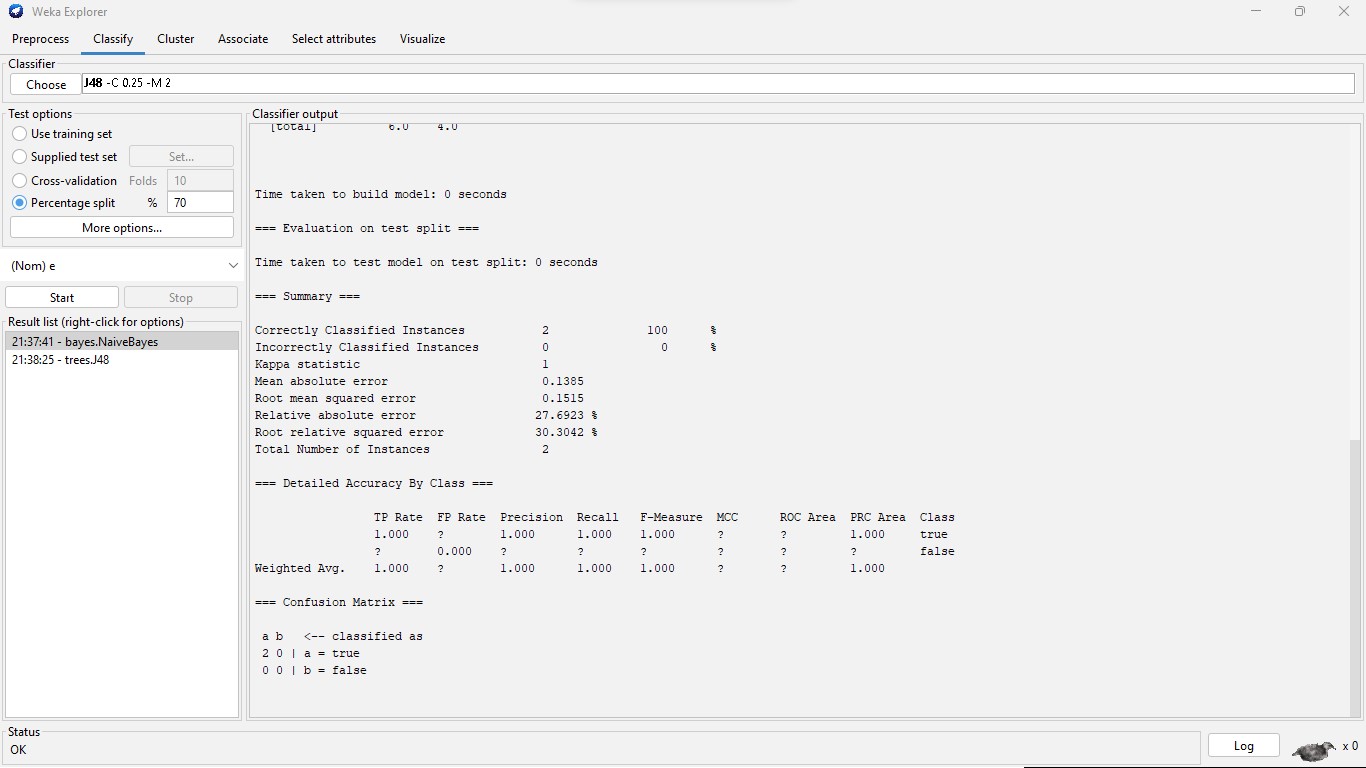 Weka Explorer
Preprocess Classify Cluster Associate Select attributes Visualize
Classifier
Choose J48 -C 0.25 -M 2
Test options
Use training set
Supplied test set Set...
Cross-validation Folds 10
Percentage split % 70
More options...
(Nom) e
Start Stop
Result list (right-click for options)
21:37:41 - bayes.NaiveBayes
21:38:25 - trees.J48
Classifier output
[total] 6.0 4.0
Time taken to build model: 0 seconds
=== Evaluation on test split ===
Time taken to test model on test split: 0 seconds
=== Summary ===
Correctly Classified Instances 2 100 %
Incorrectly Classified Instances 0 0 %
Kappa statistic 1
Mean absolute error 0.1385
Root mean squared error 0.1515
Relative absolute error 27.6923 %
Root relative squared error 30.3042 %
Total Number of Instances 2
=== Detailed Accuracy By Class ===
TP Rate FP Rate Precision Recall F-Measure MCC ROC Area PRC Area Class
1.000 ? 1.000 1.000 1.000 ? ? 1.000 true
? 0.000 ? ? ? ? ? ? false
Weighted Avg. 1.000 ? 1.000 1.000 1.000 ? ? 1.000
=== Confusion Matrix ===
a b <-- classified as
2 0 | a = true
0 0 | b = false
Status
OK
Log x 0